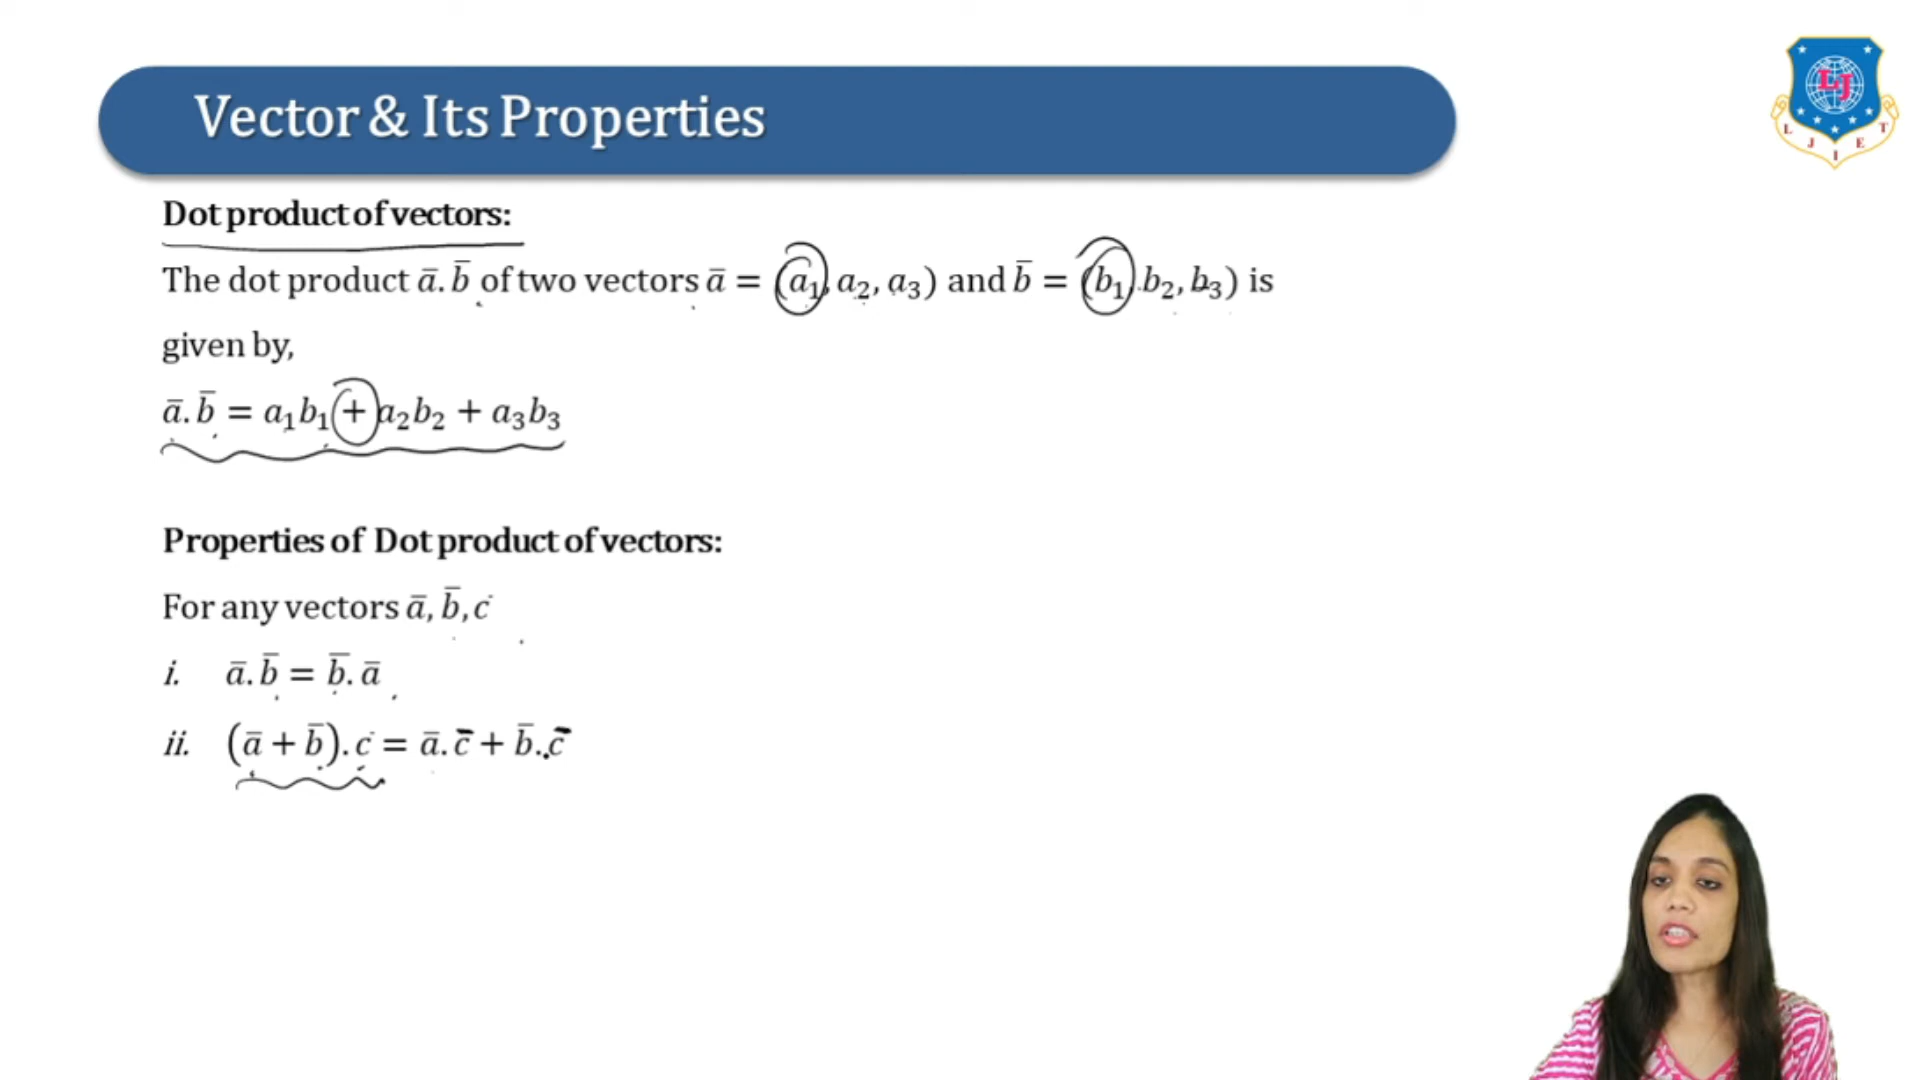 Vector & Its Properties
LJ
L J I E T
Dot product of vectors:
The dot product ā. b̄ of two vectors ā = (a₁, a₂, a₃) and b̄ = (b₁, b₂, b₃) is
given by,
ā. b̄ = a₁b₁ + a₂b₂ + a₃b₃
Properties of Dot product of vectors:
For any vectors ā, b̄, c
i. ā. b̄ = b̄. ā
ii. (ā + b̄). c = ā. c̄ + b̄. c̄